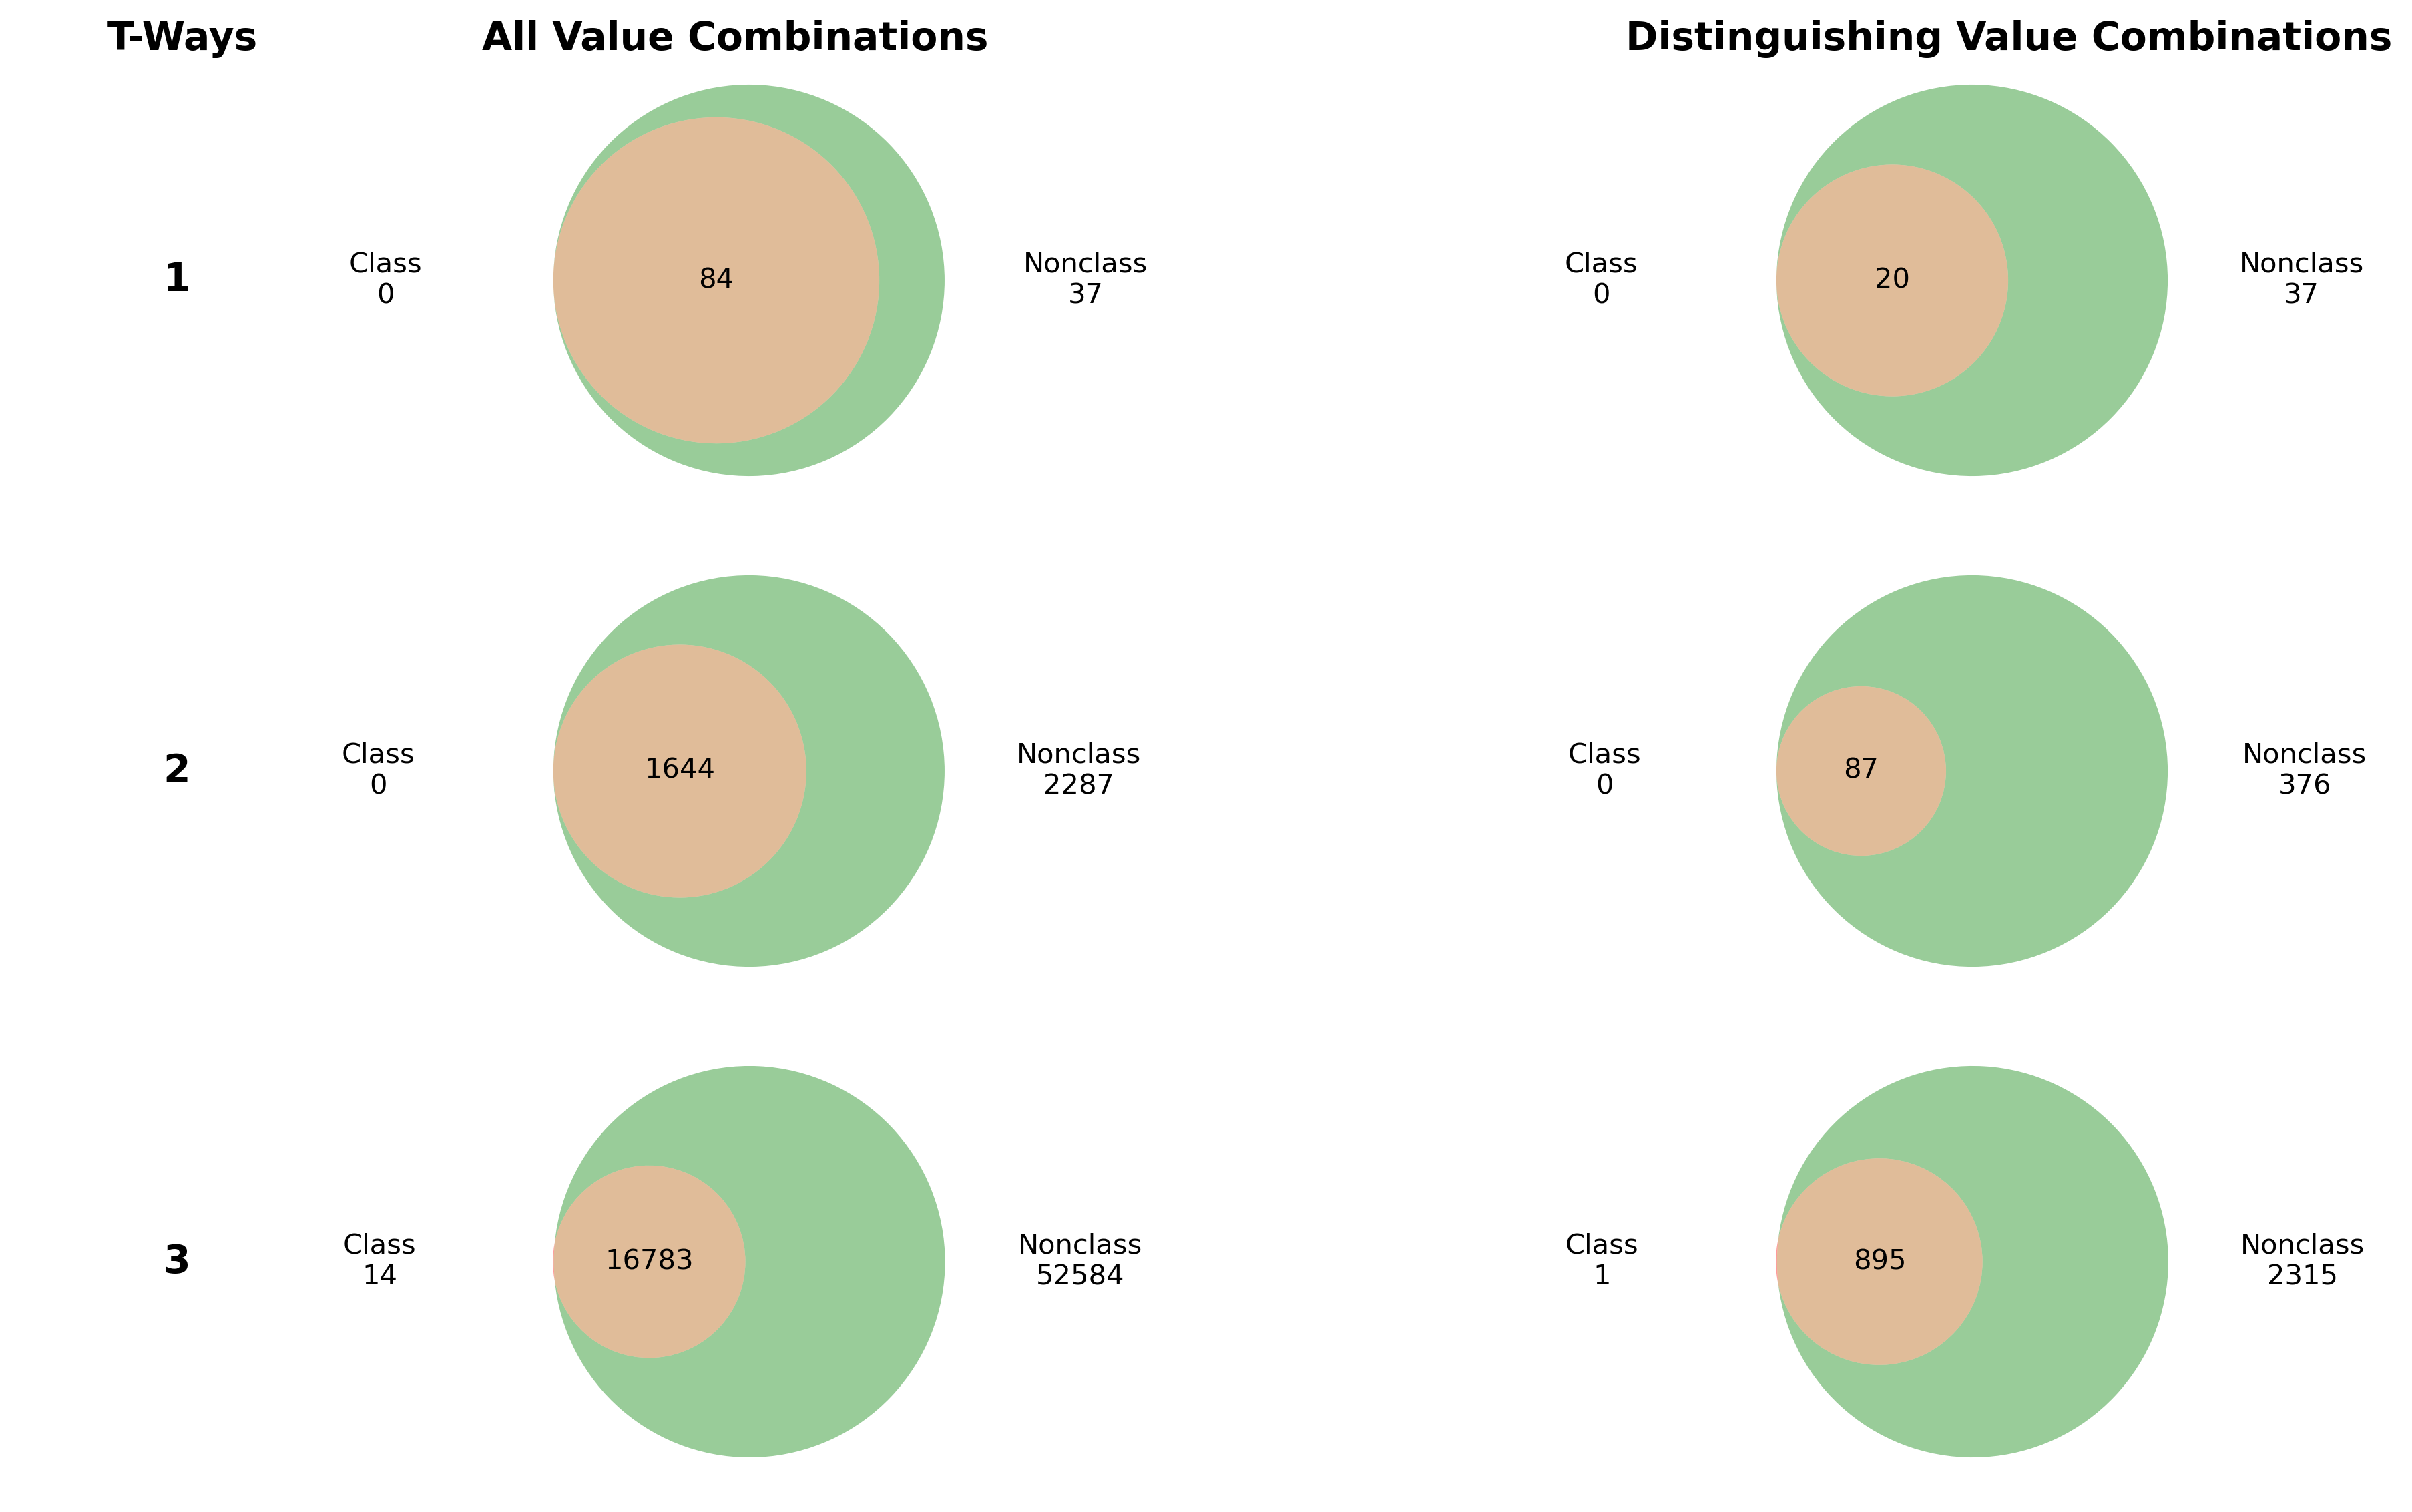 T-Ways All Value Combinations Distinguishing Value Combinations
1
Class
0
84
Nonclass
37
Class
0
20
Nonclass
37
2
Class
0
1644
Nonclass
2287
Class
0
87
Nonclass
376
3
Class
14
16783
Nonclass
52584
Class
1
895
Nonclass
2315